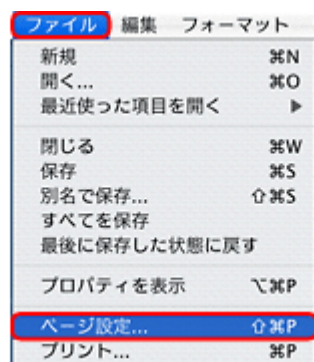 ファイル 編集 フォーマット
新規 ⌘N
開く... ⌘O
最近使った項目を開く ▶
閉じる ⌘W
保存 ⌘S
別名で保存... ⇧⌘S
すべてを保存
最後に保存した状態に戻す
プロパティを表示 ⌥⌘P
ページ設定... ⇧⌘P
プリント... ⌘P